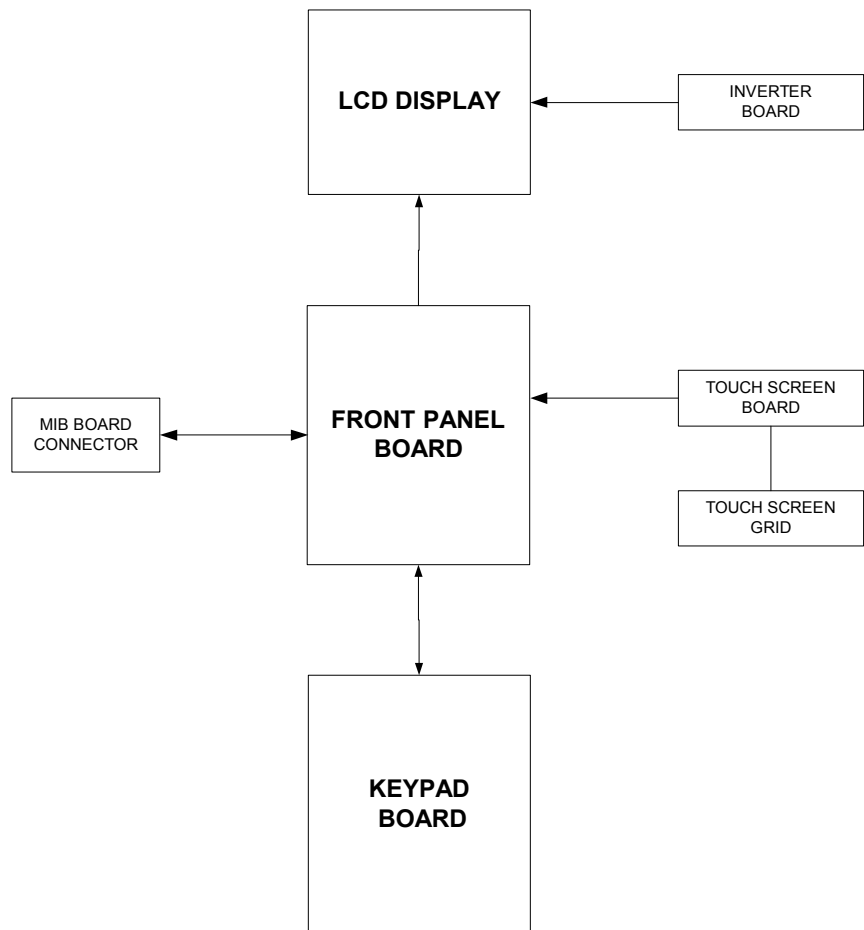 LCD DISPLAY
INVERTER
BOARD
MIB BOARD
CONNECTOR
FRONT PANEL
BOARD
TOUCH SCREEN
BOARD
TOUCH SCREEN
GRID
KEYPAD
BOARD